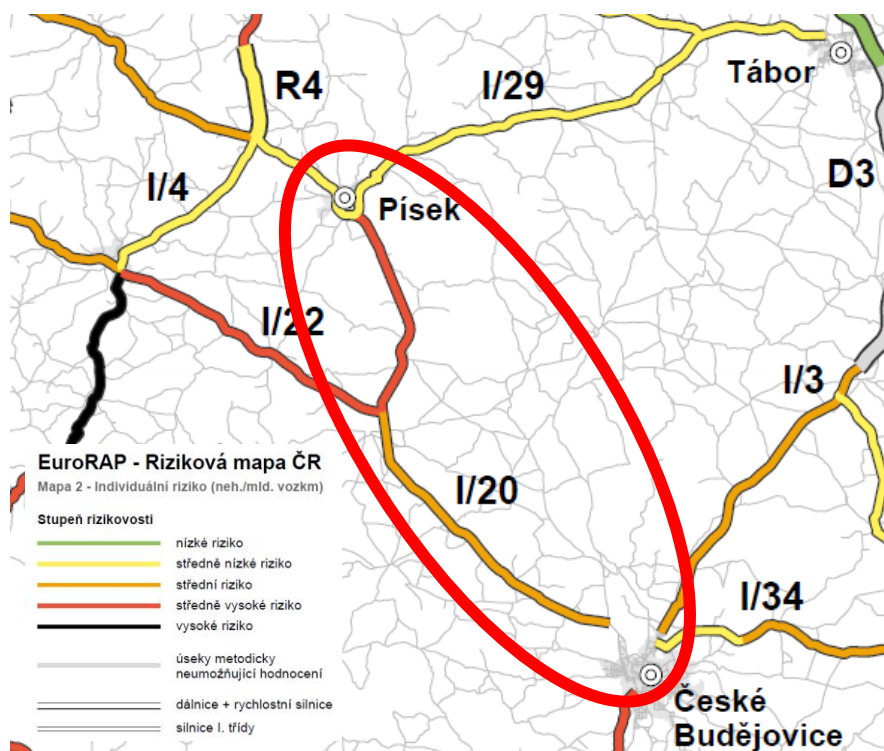 R4
I/29
Tábor
I/4
Písek
D3
I/22
I/3
I/20
I/34
České
Budějovice
EuroRAP - Riziková mapa ČR
Mapa 2 - Individuální riziko (neh./mld. vozkm)
Stupeň rizikovosti
nízké riziko
středně nízké riziko
střední riziko
středně vysoké riziko
vysoké riziko
úseky metodicky
neumožňující hodnocení
dálnice + rychlostní silnice
silnice I. třídy